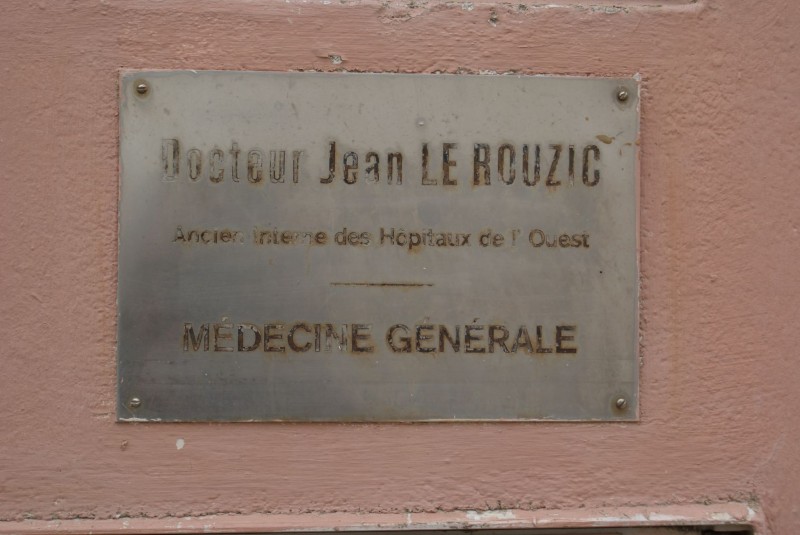 Docteur Jean LE ROUZIC
Ancien Interne des Hôpitaux de l' Ouest
MÉDECINE GÉNÉRALE